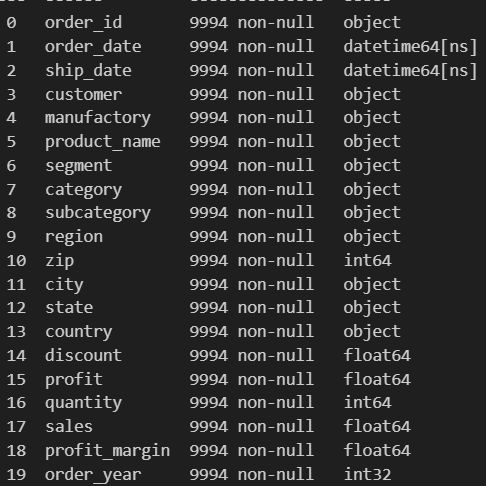 0 order_id 9994 non-null object
1 order_date 9994 non-null datetime64[ns]
2 ship_date 9994 non-null datetime64[ns]
3 customer 9994 non-null object
4 manufactory 9994 non-null object
5 product_name 9994 non-null object
6 segment 9994 non-null object
7 category 9994 non-null object
8 subcategory 9994 non-null object
9 region 9994 non-null object
10 zip 9994 non-null int64
11 city 9994 non-null object
12 state 9994 non-null object
13 country 9994 non-null object
14 discount 9994 non-null float64
15 profit 9994 non-null float64
16 quantity 9994 non-null int64
17 sales 9994 non-null float64
18 profit_margin 9994 non-null float64
19 order_year 9994 non-null int32